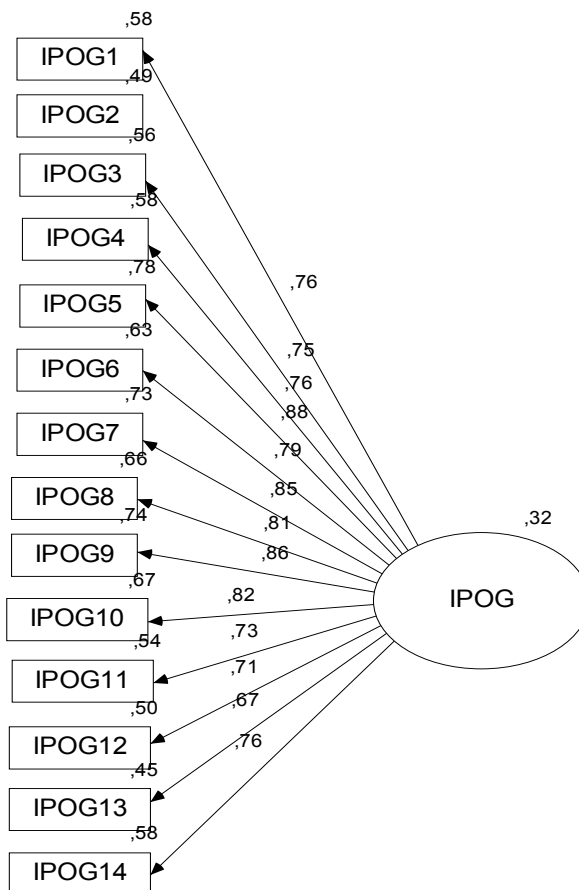 ,58
IPOG1
,49
IPOG2
,56
IPOG3
,58
IPOG4
,78
IPOG5
,63
IPOG6
,73
IPOG7
,66
IPOG8
,74
IPOG9
,67
IPOG10
,54
IPOG11
,50
IPOG12
,45
IPOG13
,58
IPOG14
,76
,75
,76
,88
,79
,85
,81
,86
,82
,73
,71
,67
,76
,32
IPOG